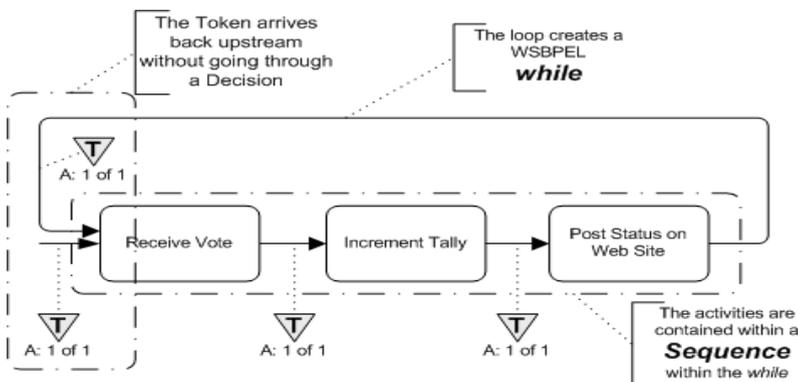 The Token arrives
back upstream
without going through
a Decision
The loop creates a
WSBPEL
while
T
A: 1 of 1
Receive Vote
Increment Tally
Post Status on
Web Site
T
A: 1 of 1
T
A: 1 of 1
T
A: 1 of 1
The activities are
contained within a
Sequence
within the while